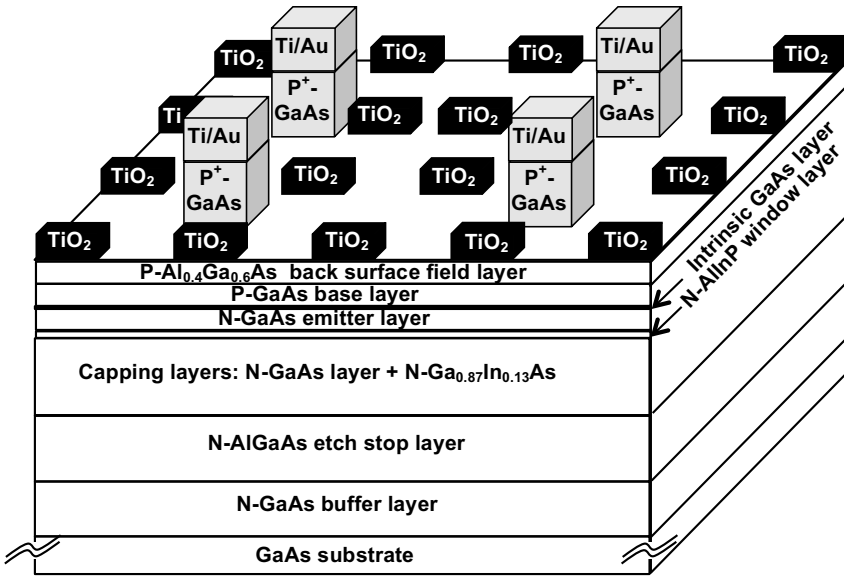 TiO₂ Ti/Au TiO₂ TiO₂ Ti/Au TiO₂
P⁺-
GaAs
P⁺-
GaAs
Ti
Ti/Au
TiO₂
TiO₂
Ti/Au
TiO₂
TiO₂
P⁺-
GaAs
TiO₂
TiO₂
P⁺-
GaAs
TiO₂
TiO₂
TiO₂
TiO₂
TiO₂
TiO₂
Intrinsic GaAs layer
N-AlInP window layer
P-Al₀.₄Ga₀.₆As back surface field layer
P-GaAs base layer
N-GaAs emitter layer
Capping layers: N-GaAs layer + N-Ga₀.₈₇In₀.₁₃As
N-AlGaAs etch stop layer
N-GaAs buffer layer
GaAs substrate